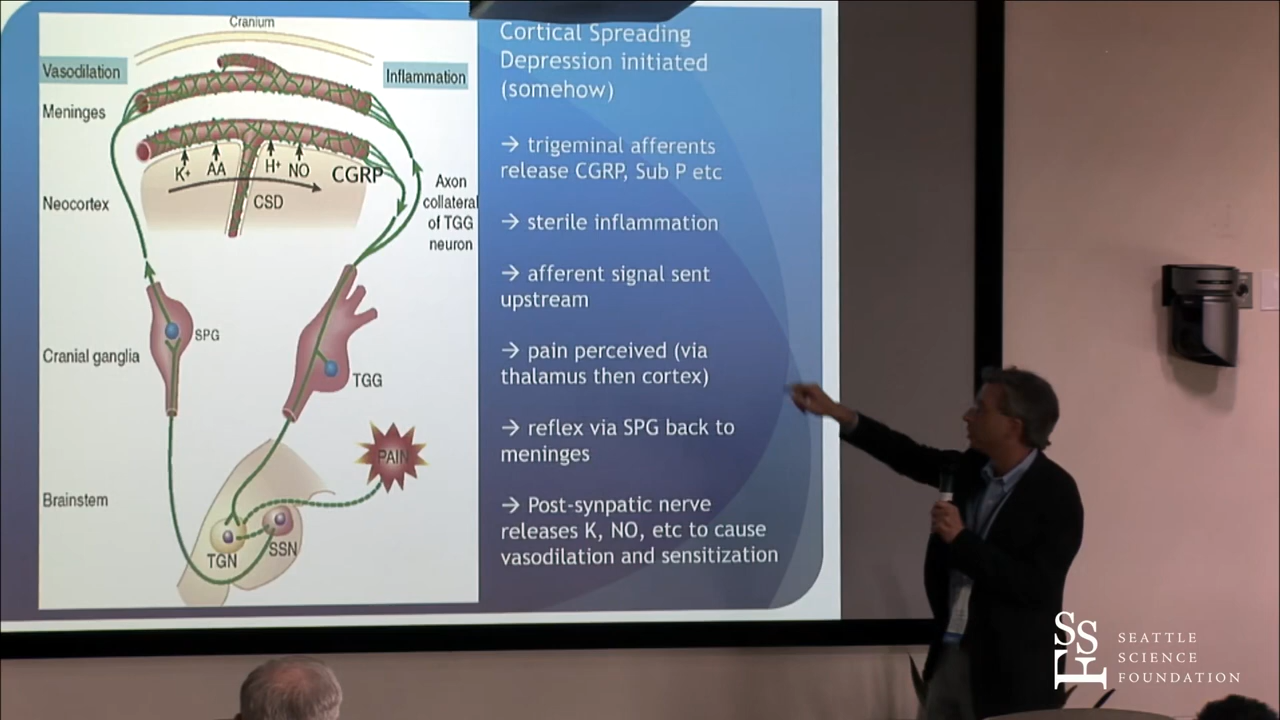 Cranium
Vasodilation
Inflammation
Meninges
K+
AA
H+
NO
CGRP
CSD
Neocortex
Axon
collateral
of TGG
neuron
SPG
Cranial ganglia
TGG
PAIN
Brainstem
TGN
SSN
Cortical Spreading
Depression initiated
(somehow)
→ trigeminal afferents
release CGRP, Sub P etc
→ sterile inflammation
→ afferent signal sent
upstream
→ pain perceived (via
thalamus then cortex)
→ reflex via SPG back to
meninges
→ Post-synpatic nerve
releases K, NO, etc to cause
vasodilation and sensitization
SSF
SEATTLE
SCIENCE
FOUNDATION